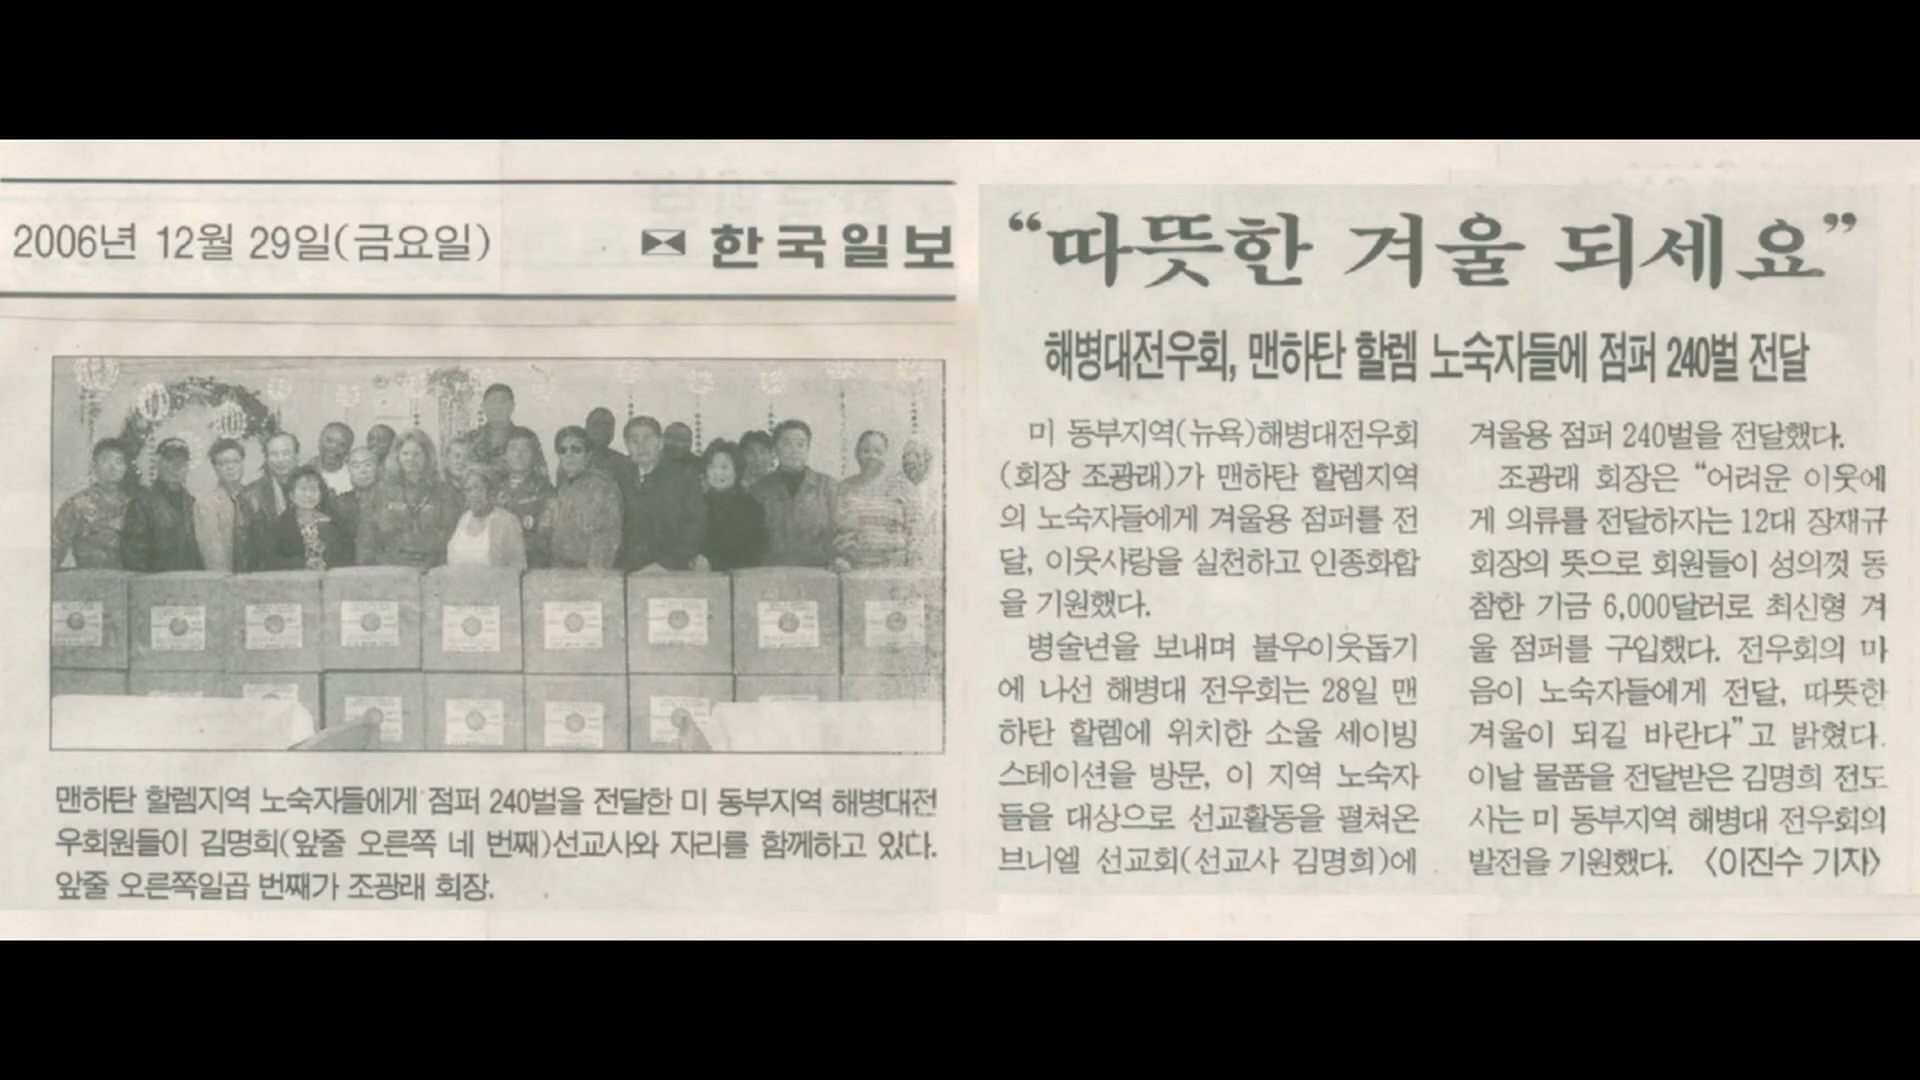 2006년 12월 29일(금요일)
한국일보
맨하탄 할렘지역 노숙자들에게 점퍼 240벌을 전달한 미 동부지역 해병대전
우회원들이 김명희(앞줄 오른쪽 네 번째)선교사와 자리를 함께하고 있다.
앞줄 오른쪽일곱 번째가 조광래 회장.
“따뜻한 겨울 되세요”
해병대전우회, 맨하탄 할렘 노숙자들에 점퍼 240벌 전달
미 동부지역(뉴욕)해병대전우회
(회장 조광래)가 맨하탄 할렘지역
의 노숙자들에게 겨울용 점퍼를 전
달, 이웃사랑을 실천하고 인종화합
을 기원했다.
병술년을 보내며 불우이웃돕기
에 나선 해병대 전우회는 28일 맨
하탄 할렘에 위치한 소울 세이빙
스테이션을 방문, 이 지역 노숙자
들을 대상으로 선교활동을 펼쳐온
브니엘 선교회(선교사 김명희)에
겨울용 점퍼 240벌을 전달했다.
조광래 회장은 “어려운 이웃에
게 의류를 전달하자는 12대 장재규
회장의 뜻으로 회원들이 성의껏 동
참한 기금 6,000달러로 최신형 겨
울 점퍼를 구입했다. 전우회의 마
음이 노숙자들에게 전달, 따뜻한
겨울이 되길 바란다”고 밝혔다.
이날 물품을 전달받은 김명희 전도
사는 미 동부지역 해병대 전우회의
발전을 기원했다. 〈이진수 기자〉